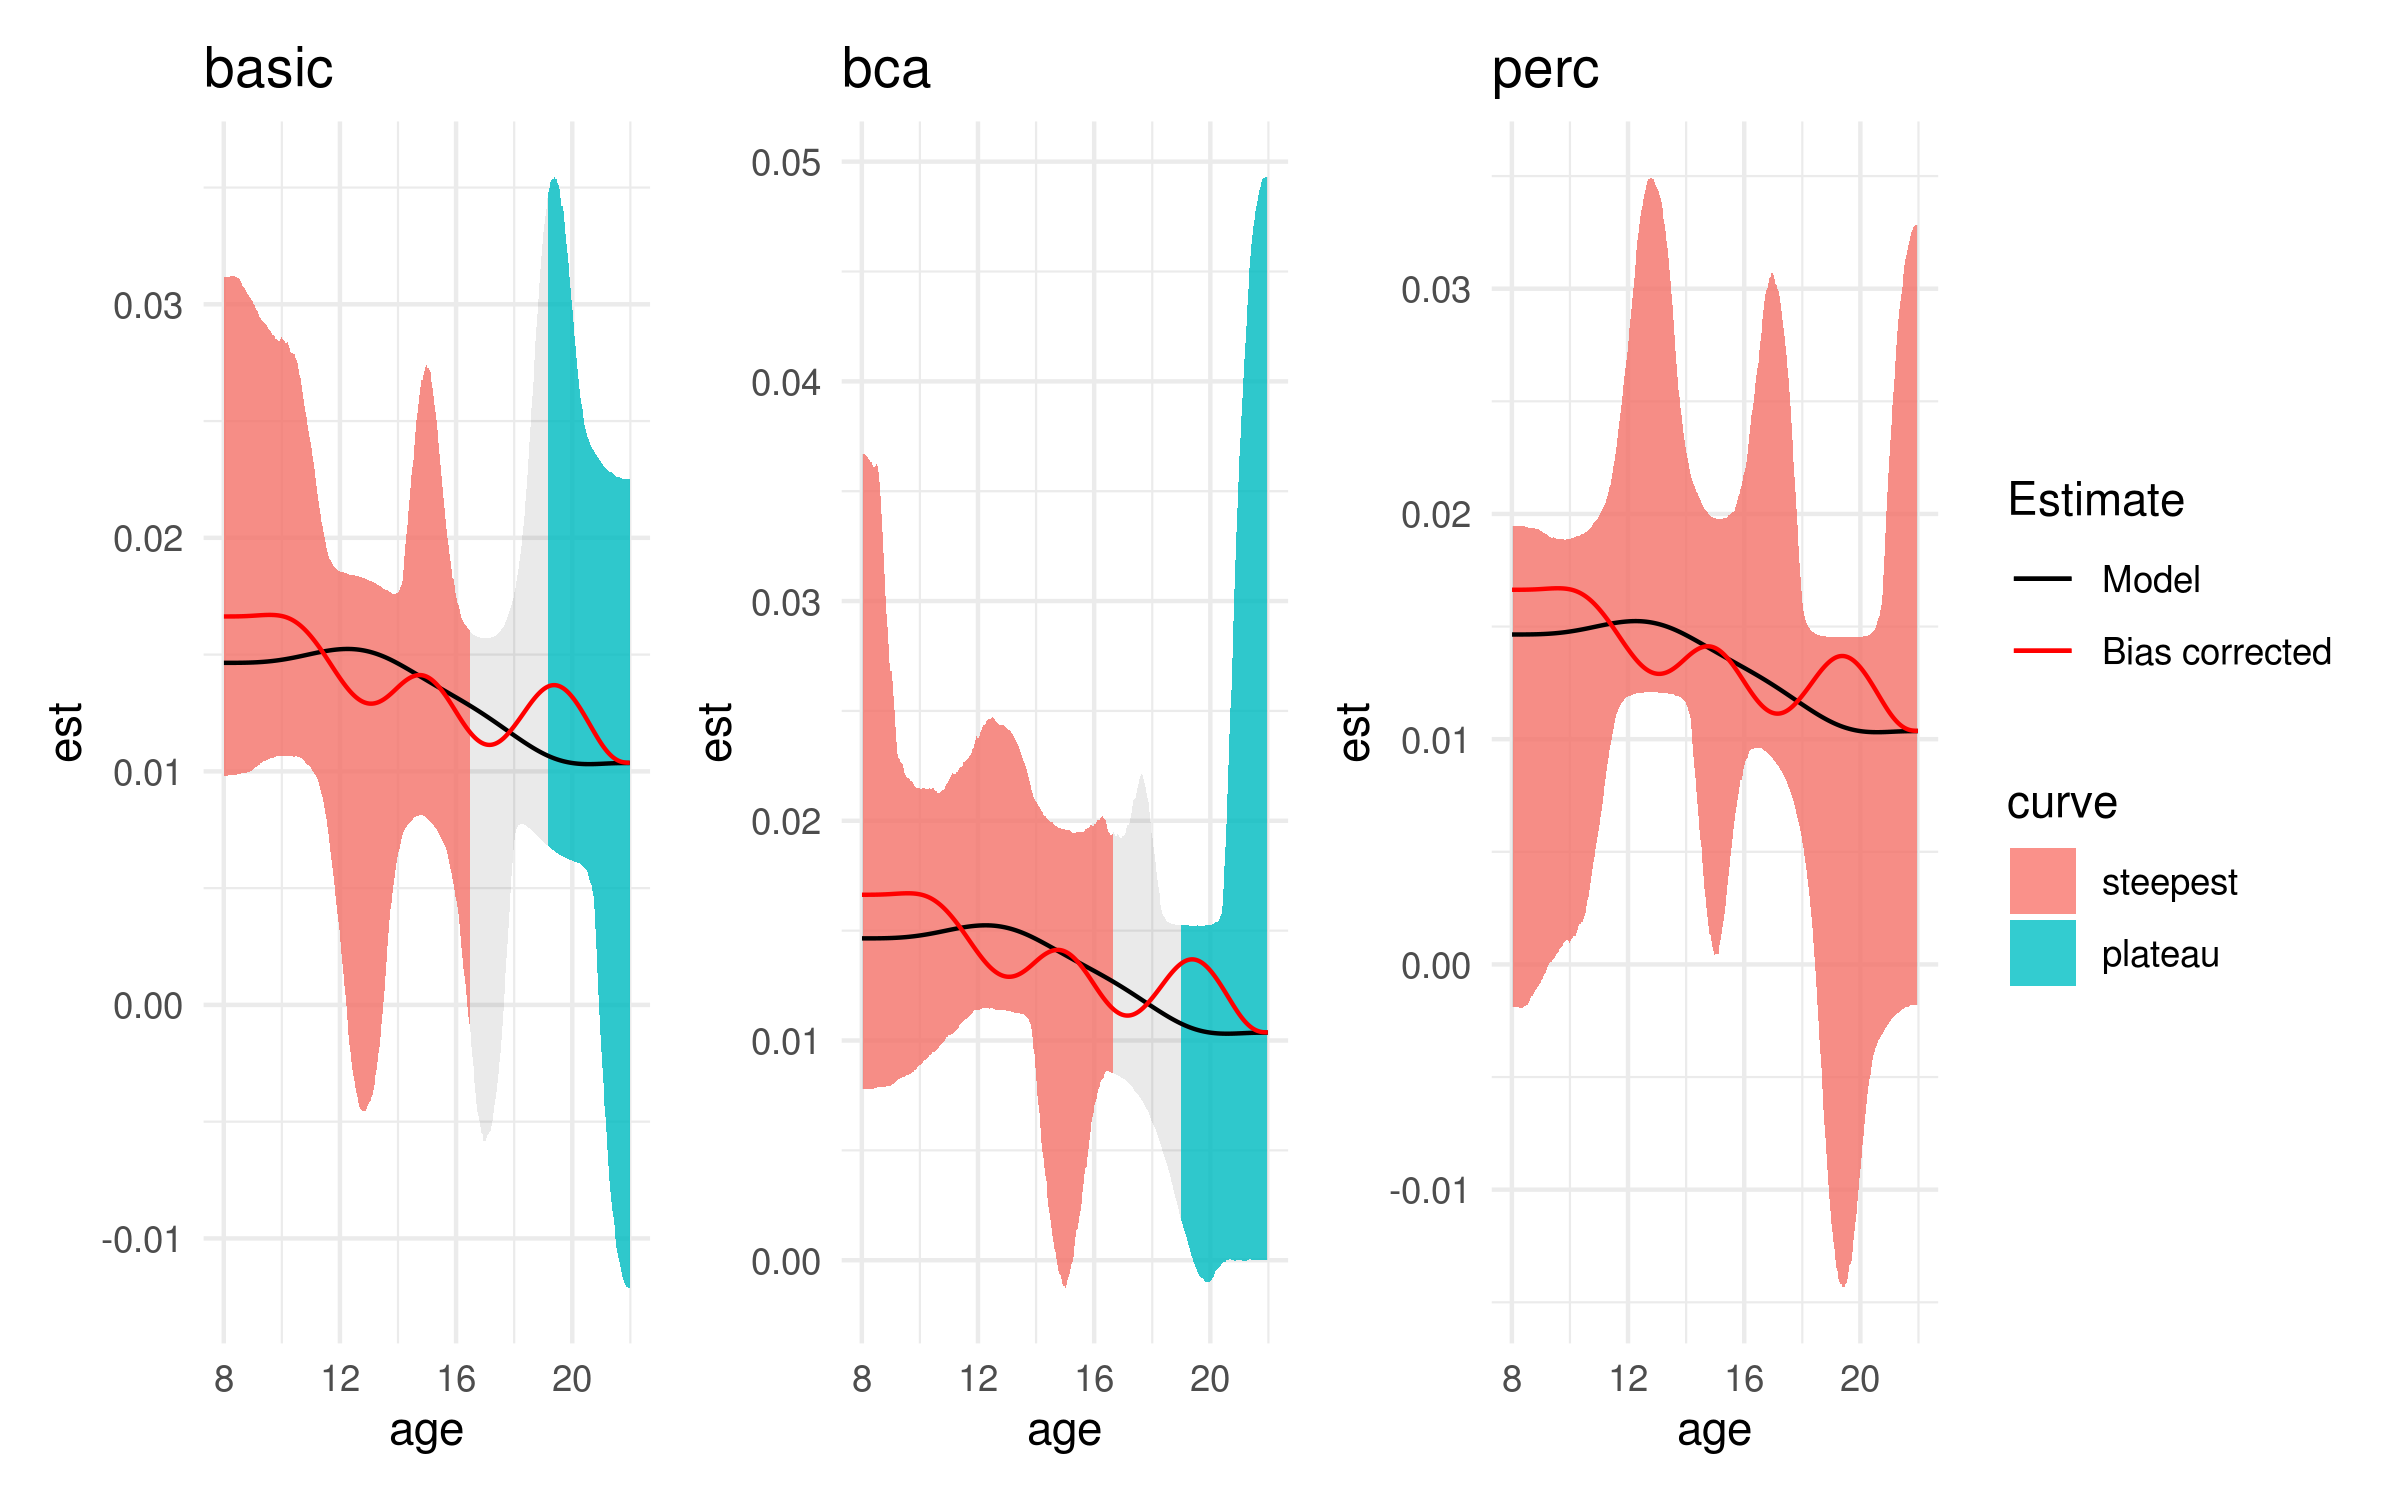 basic
0.03
0.02
0.01
0.00
-0.01
est
8 12 16 20
age
bca
0.05
0.04
0.03
0.02
0.01
0.00
est
8 12 16 20
age
perc
0.03
0.02
0.01
0.00
-0.01
est
8 12 16 20
age
Estimate
Model
Bias corrected
curve
steepest
plateau